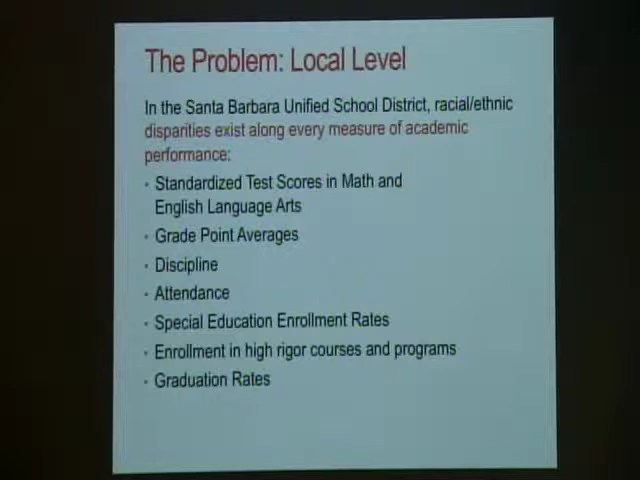 The Problem: Local Level
In the Santa Barbara Unified School District, racial/ethnic
disparities exist along every measure of academic
performance:
· Standardized Test Scores in Math and
English Language Arts
· Grade Point Averages
· Discipline
· Attendance
· Special Education Enrollment Rates
· Enrollment in high rigor courses and programs
· Graduation Rates